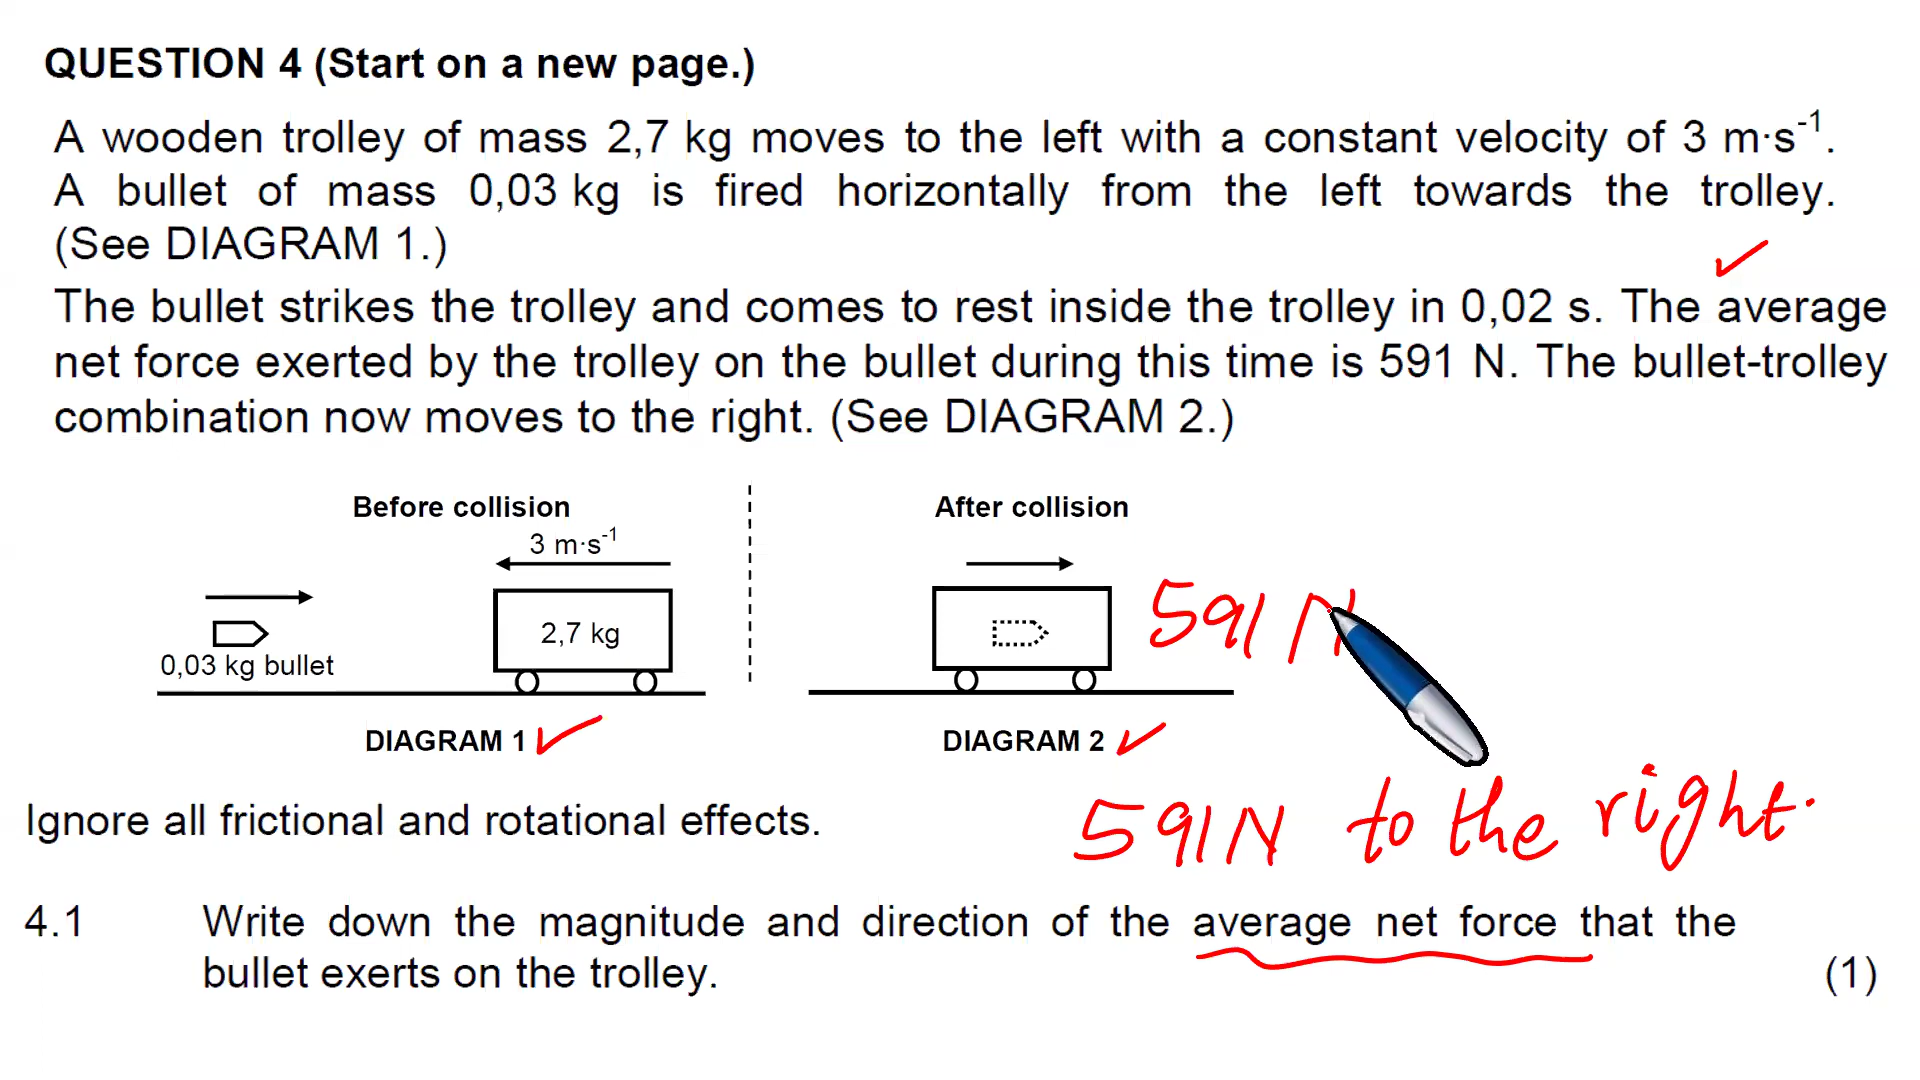 QUESTION 4 (Start on a new page.)
A wooden trolley of mass 2,7 kg moves to the left with a constant velocity of 3 m·s⁻¹.
A bullet of mass 0,03 kg is fired horizontally from the left towards the trolley.
(See DIAGRAM 1.)
The bullet strikes the trolley and comes to rest inside the trolley in 0,02 s. The average
net force exerted by the trolley on the bullet during this time is 591 N. The bullet-trolley
combination now moves to the right. (See DIAGRAM 2.)
Before collision
3 m·s⁻¹
2,7 kg
0,03 kg bullet
DIAGRAM 1
After collision
591 N
DIAGRAM 2
Ignore all frictional and rotational effects.
591N to the right.
4.1 Write down the magnitude and direction of the average net force that the
bullet exerts on the trolley. (1)